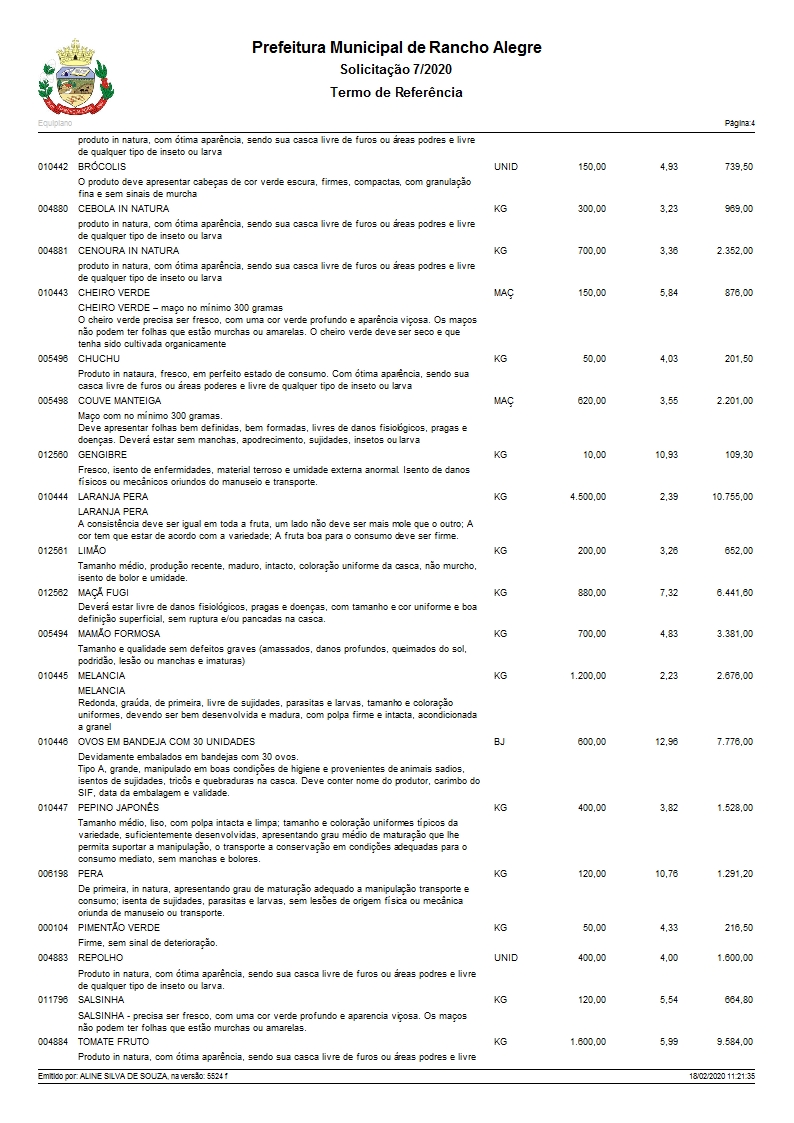 Prefeitura Municipal de Rancho Alegre
Solicitação 7/2020
Termo de Referência
Equiplano Página:4
produto in natura, com ótima aparência, sendo sua casca livre de furos ou áreas podres e livre
de qualquer tipo de inseto ou larva
010442 BRÓCOLIS UNID 150,00 4,93 739,50
O produto deve apresentar cabeças de cor verde escura, firmes, compactas, com granulação
fina e sem sinais de murcha
004880 CEBOLA IN NATURA KG 300,00 3,23 969,00
produto in natura, com ótima aparência, sendo sua casca livre de furos ou áreas podres e livre
de qualquer tipo de inseto ou larva
004881 CENOURA IN NATURA KG 700,00 3,36 2.352,00
produto in natura, com ótima aparência, sendo sua casca livre de furos ou áreas podres e livre
de qualquer tipo de inseto ou larva
010443 CHEIRO VERDE MAÇ 150,00 5,84 876,00
CHEIRO VERDE – maço no mínimo 300 gramas
O cheiro verde precisa ser fresco, com uma cor verde profundo e aparência viçosa. Os maços
não podem ter folhas que estão murchas ou amarelas. O cheiro verde deve ser seco e que
tenha sido cultivada organicamente
005496 CHUCHU KG 50,00 4,03 201,50
Produto in nataura, fresco, em perfeito estado de consumo. Com ótima aparência, sendo sua
casca livre de furos ou áreas poderes e livre de qualquer tipo de inseto ou larva
005498 COUVE MANTEIGA MAÇ 620,00 3,55 2.201,00
Maço com no mínimo 300 gramas.
Deve apresentar folhas bem definidas, bem formadas, livres de danos fisiológicos, pragas e
doenças. Deverá estar sem manchas, apodrecimento, sujidades, insetos ou larva
012560 GENGIBRE KG 10,00 10,93 109,30
Fresco, isento de enfermidades, material terroso e umidade externa anormal. Isento de danos
físicos ou mecânicos oriundos do manuseio e transporte.
010444 LARANJA PERA KG 4.500,00 2,39 10.755,00
LARANJA PERA
A consistência deve ser igual em toda a fruta, um lado não deve ser mais mole que o outro; A
cor tem que estar de acordo com a variedade; A fruta boa para o consumo deve ser firme.
012561 LIMÃO KG 200,00 3,26 652,00
Tamanho médio, produção recente, maduro, intacto, coloração uniforme da casca, não murcho,
isento de bolor e umidade.
012562 MAÇÃ FUGI KG 880,00 7,32 6.441,60
Deverá estar livre de danos fisiológicos, pragas e doenças, com tamanho e cor uniforme e boa
definição superficial, sem ruptura e/ou pancadas na casca.
005494 MAMÃO FORMOSA KG 700,00 4,83 3.381,00
Tamanho e qualidade sem defeitos graves (amassados, danos profundos, queimados do sol,
podridão, lesão ou manchas e imaturas)
010445 MELANCIA KG 1.200,00 2,23 2.676,00
MELANCIA
Redonda, graúda, de primeira, livre de sujidades, parasitas e larvas, tamanho e coloração
uniformes, devendo ser bem desenvolvida e madura, com polpa firme e intacta, acondicionada
a granel
010446 OVOS EM BANDEJA COM 30 UNIDADES BJ 600,00 12,96 7.776,00
Devidamente embalados em bandejas com 30 ovos.
Tipo A, grande, manipulado em boas condições de higiene e provenientes de animais sadios,
isentos de sujidades, tricôs e quebraduras na casca. Deve conter nome do produtor, carimbo do
SIF, data da embalagem e validade.
010447 PEPINO JAPONÊS KG 400,00 3,82 1.528,00
Tamanho médio, liso, com polpa intacta e limpa; tamanho e coloração uniformes típicos da
variedade, suficientemente desenvolvidas, apresentando grau médio de maturação que lhe
permita suportar a manipulação, o transporte a conservação em condições adequadas para o
consumo mediato, sem manchas e bolores.
006198 PERA KG 120,00 10,76 1.291,20
De primeira, in natura, apresentando grau de maturação adequado a manipulação transporte e
consumo; isenta de sujidades, parasitas e larvas, sem lesões de origem física ou mecânica
oriunda de manuseio ou transporte.
000104 PIMENTÃO VERDE KG 50,00 4,33 216,50
Firme, sem sinal de deterioração.
004883 REPOLHO UNID 400,00 4,00 1.600,00
Produto in natura, com ótima aparência, sendo sua casca livre de furos ou áreas podres e livre
de qualquer tipo de inseto ou larva.
011796 SALSINHA KG 120,00 5,54 664,80
SALSINHA - precisa ser fresco, com uma cor verde profundo e aparencia viçosa. Os maços
não podem ter folhas que estão murchas ou amarelas.
004884 TOMATE FRUTO KG 1.600,00 5,99 9.584,00
Produto in natura, com ótima aparência, sendo sua casca livre de furos ou áreas podres e livre
Emitido por: ALINE SILVA DE SOUZA, na versão: 5524 f 18/02/2020 11:21:35